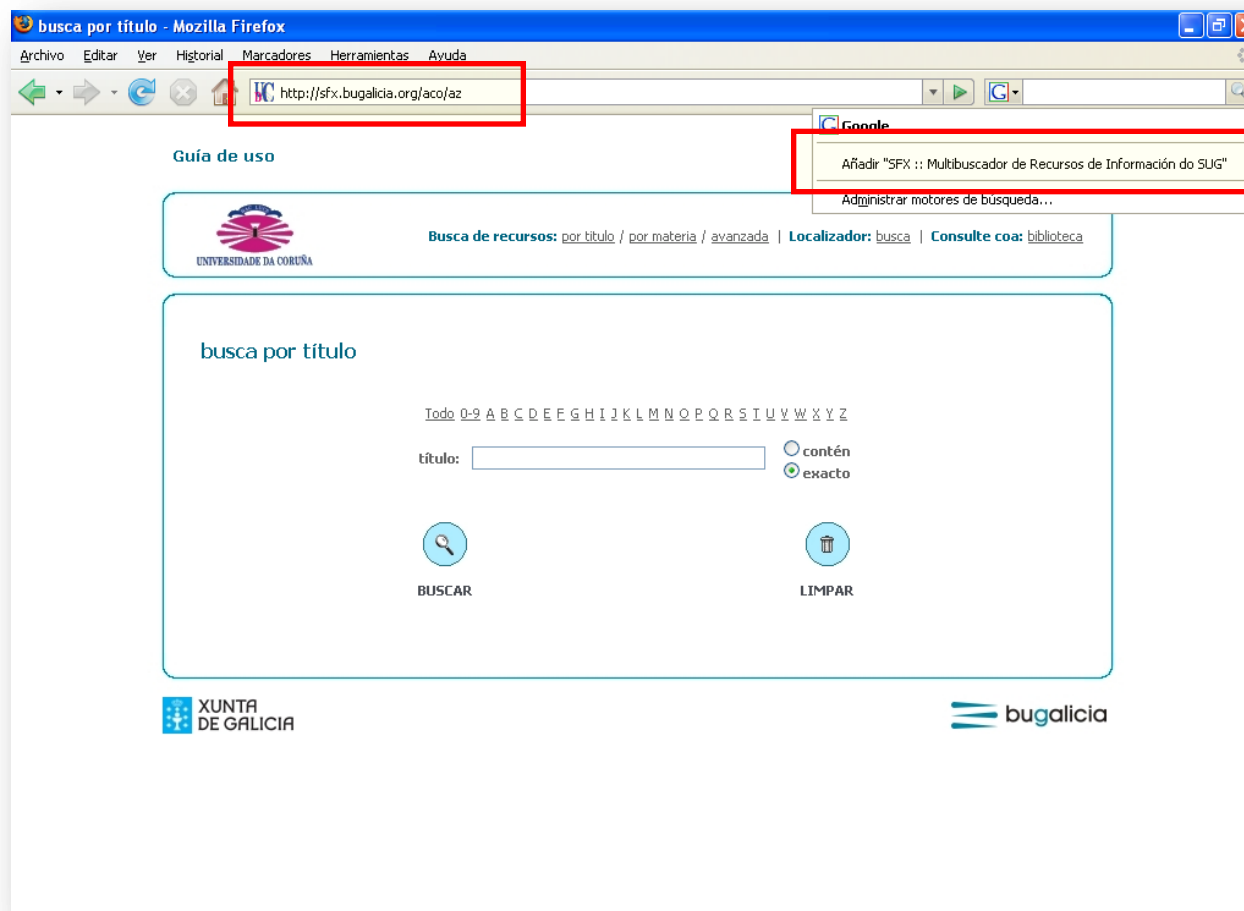 busca por título - Mozilla Firefox
Archivo Editar Ver Historial Marcadores Herramientas Ayuda
http://sfx.bugalicia.org/aco/az
Google
Añadir "SFX :: Multibuscador de Recursos de Información do SUG"
Administrar motores de búsqueda...
Guía de uso
UNIVERSIDADE DA CORUÑA
Busca de recursos: por titulo / por materia / avanzada | Localizador: busca | Consulte coa: biblioteca
busca por título
Todo 0-9 A B C D E F G H I J K L M N O P Q R S T U V W X Y Z
título:
contén
exacto
BUSCAR
LIMPAR
XUNTA
DE GALICIA
bugalicia